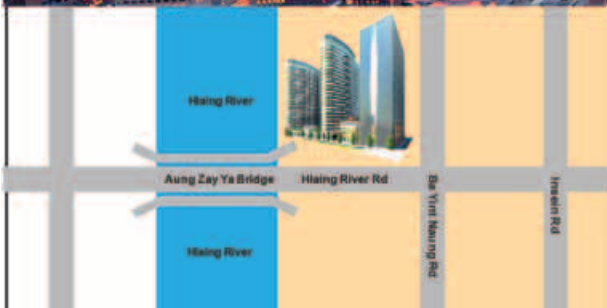 Hlaing River
Aung Zay Ya Bridge
Hlaing River Rd
Ba Yint Naung Rd
Insein Rd
Hlaing River